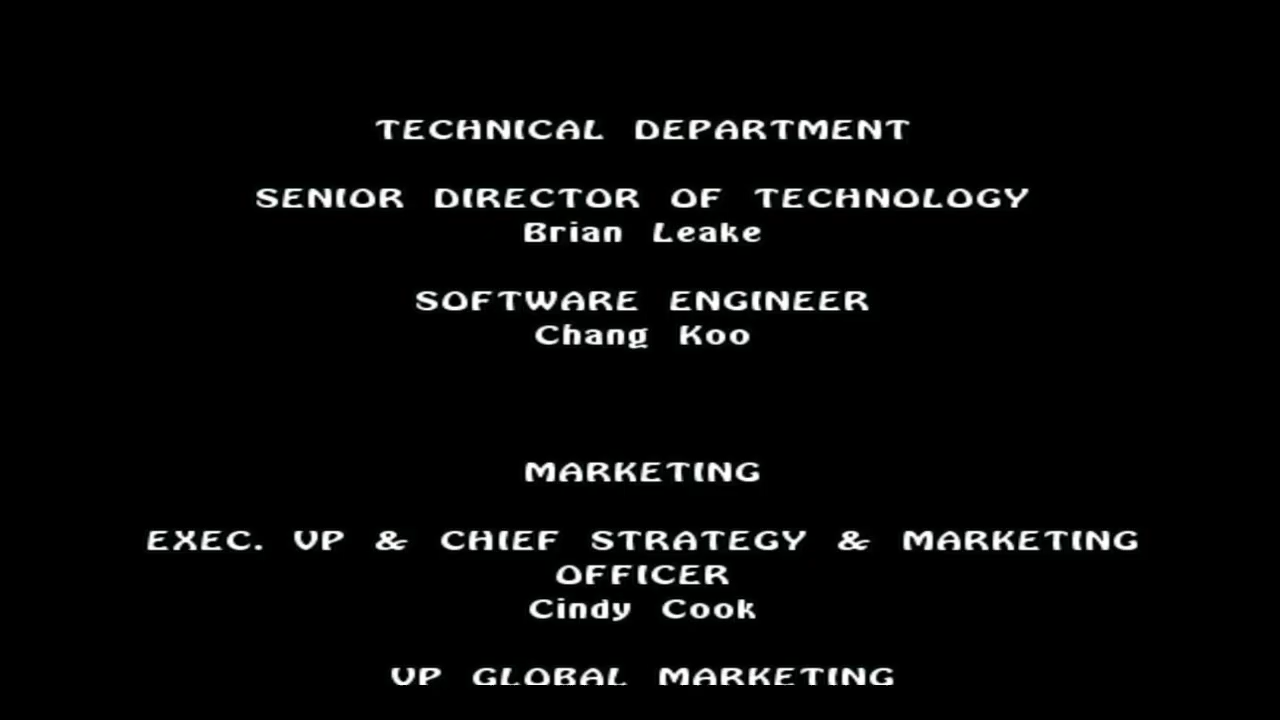 TECHNICAL DEPARTMENT
SENIOR DIRECTOR OF TECHNOLOGY
Brian Leake
SOFTWARE ENGINEER
Chang Koo
MARKETING
EXEC. VP & CHIEF STRATEGY & MARKETING
OFFICER
Cindy Cook
VP GLOBAL MARKETING